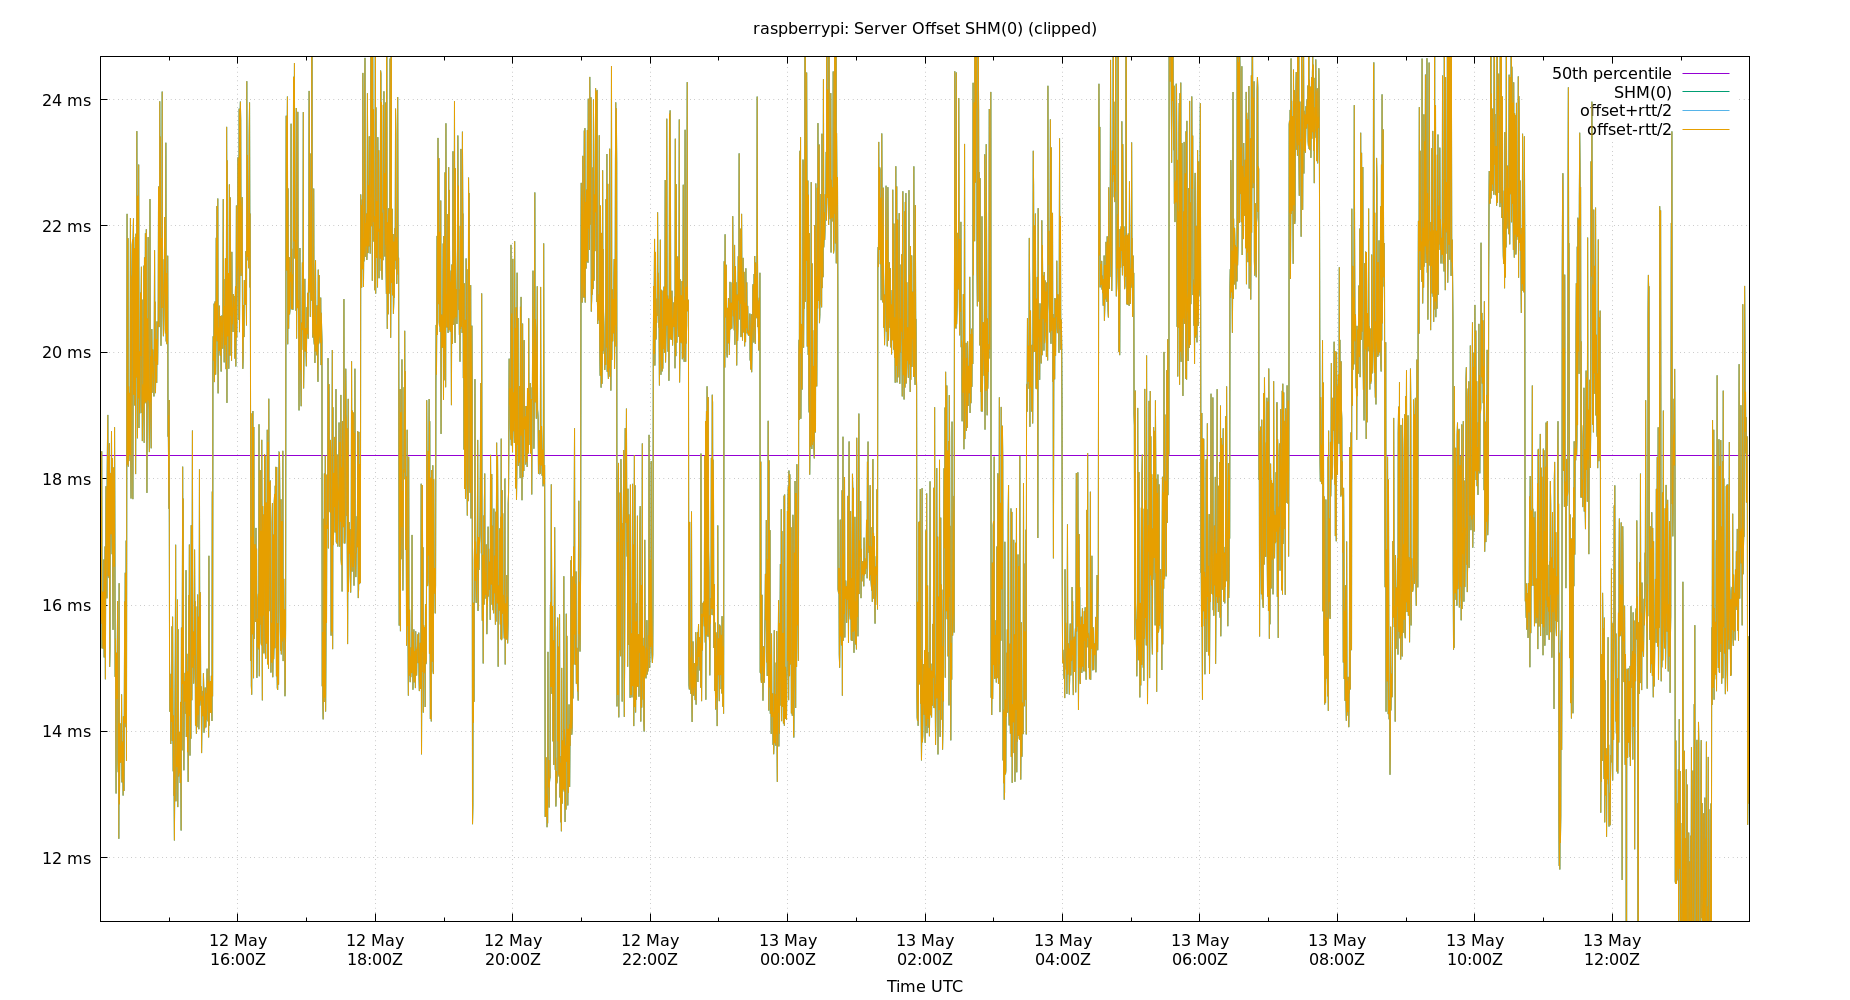 raspberrypi: Server Offset SHM(0) (clipped)
50th percentile
SHM(0)
offset+rtt/2
offset-rtt/2
24 ms
22 ms
20 ms
18 ms
16 ms
14 ms
12 ms
12 May 12 May 12 May 12 May 13 May 13 May 13 May 13 May 13 May 13 May 13 May
16:00Z 18:00Z 20:00Z 22:00Z 00:00Z 02:00Z 04:00Z 06:00Z 08:00Z 10:00Z 12:00Z
Time UTC